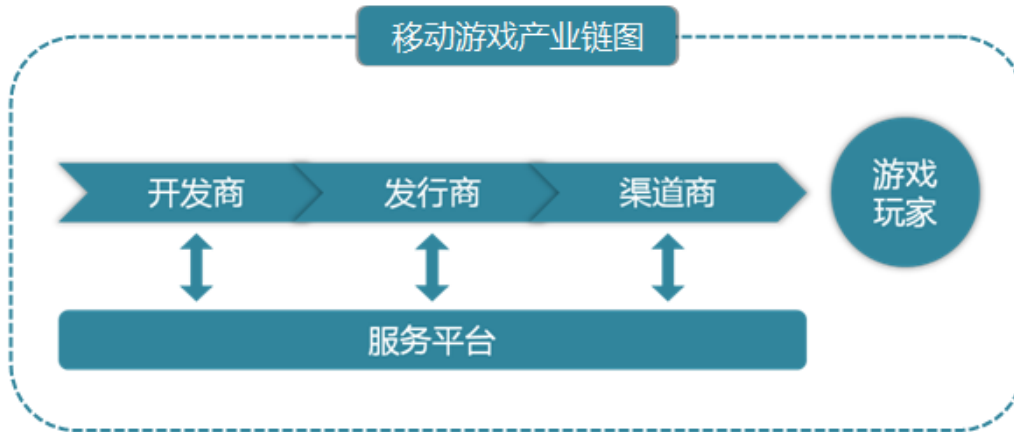 移动游戏产业链图
开发商
发行商
渠道商
游戏
玩家
服务平台